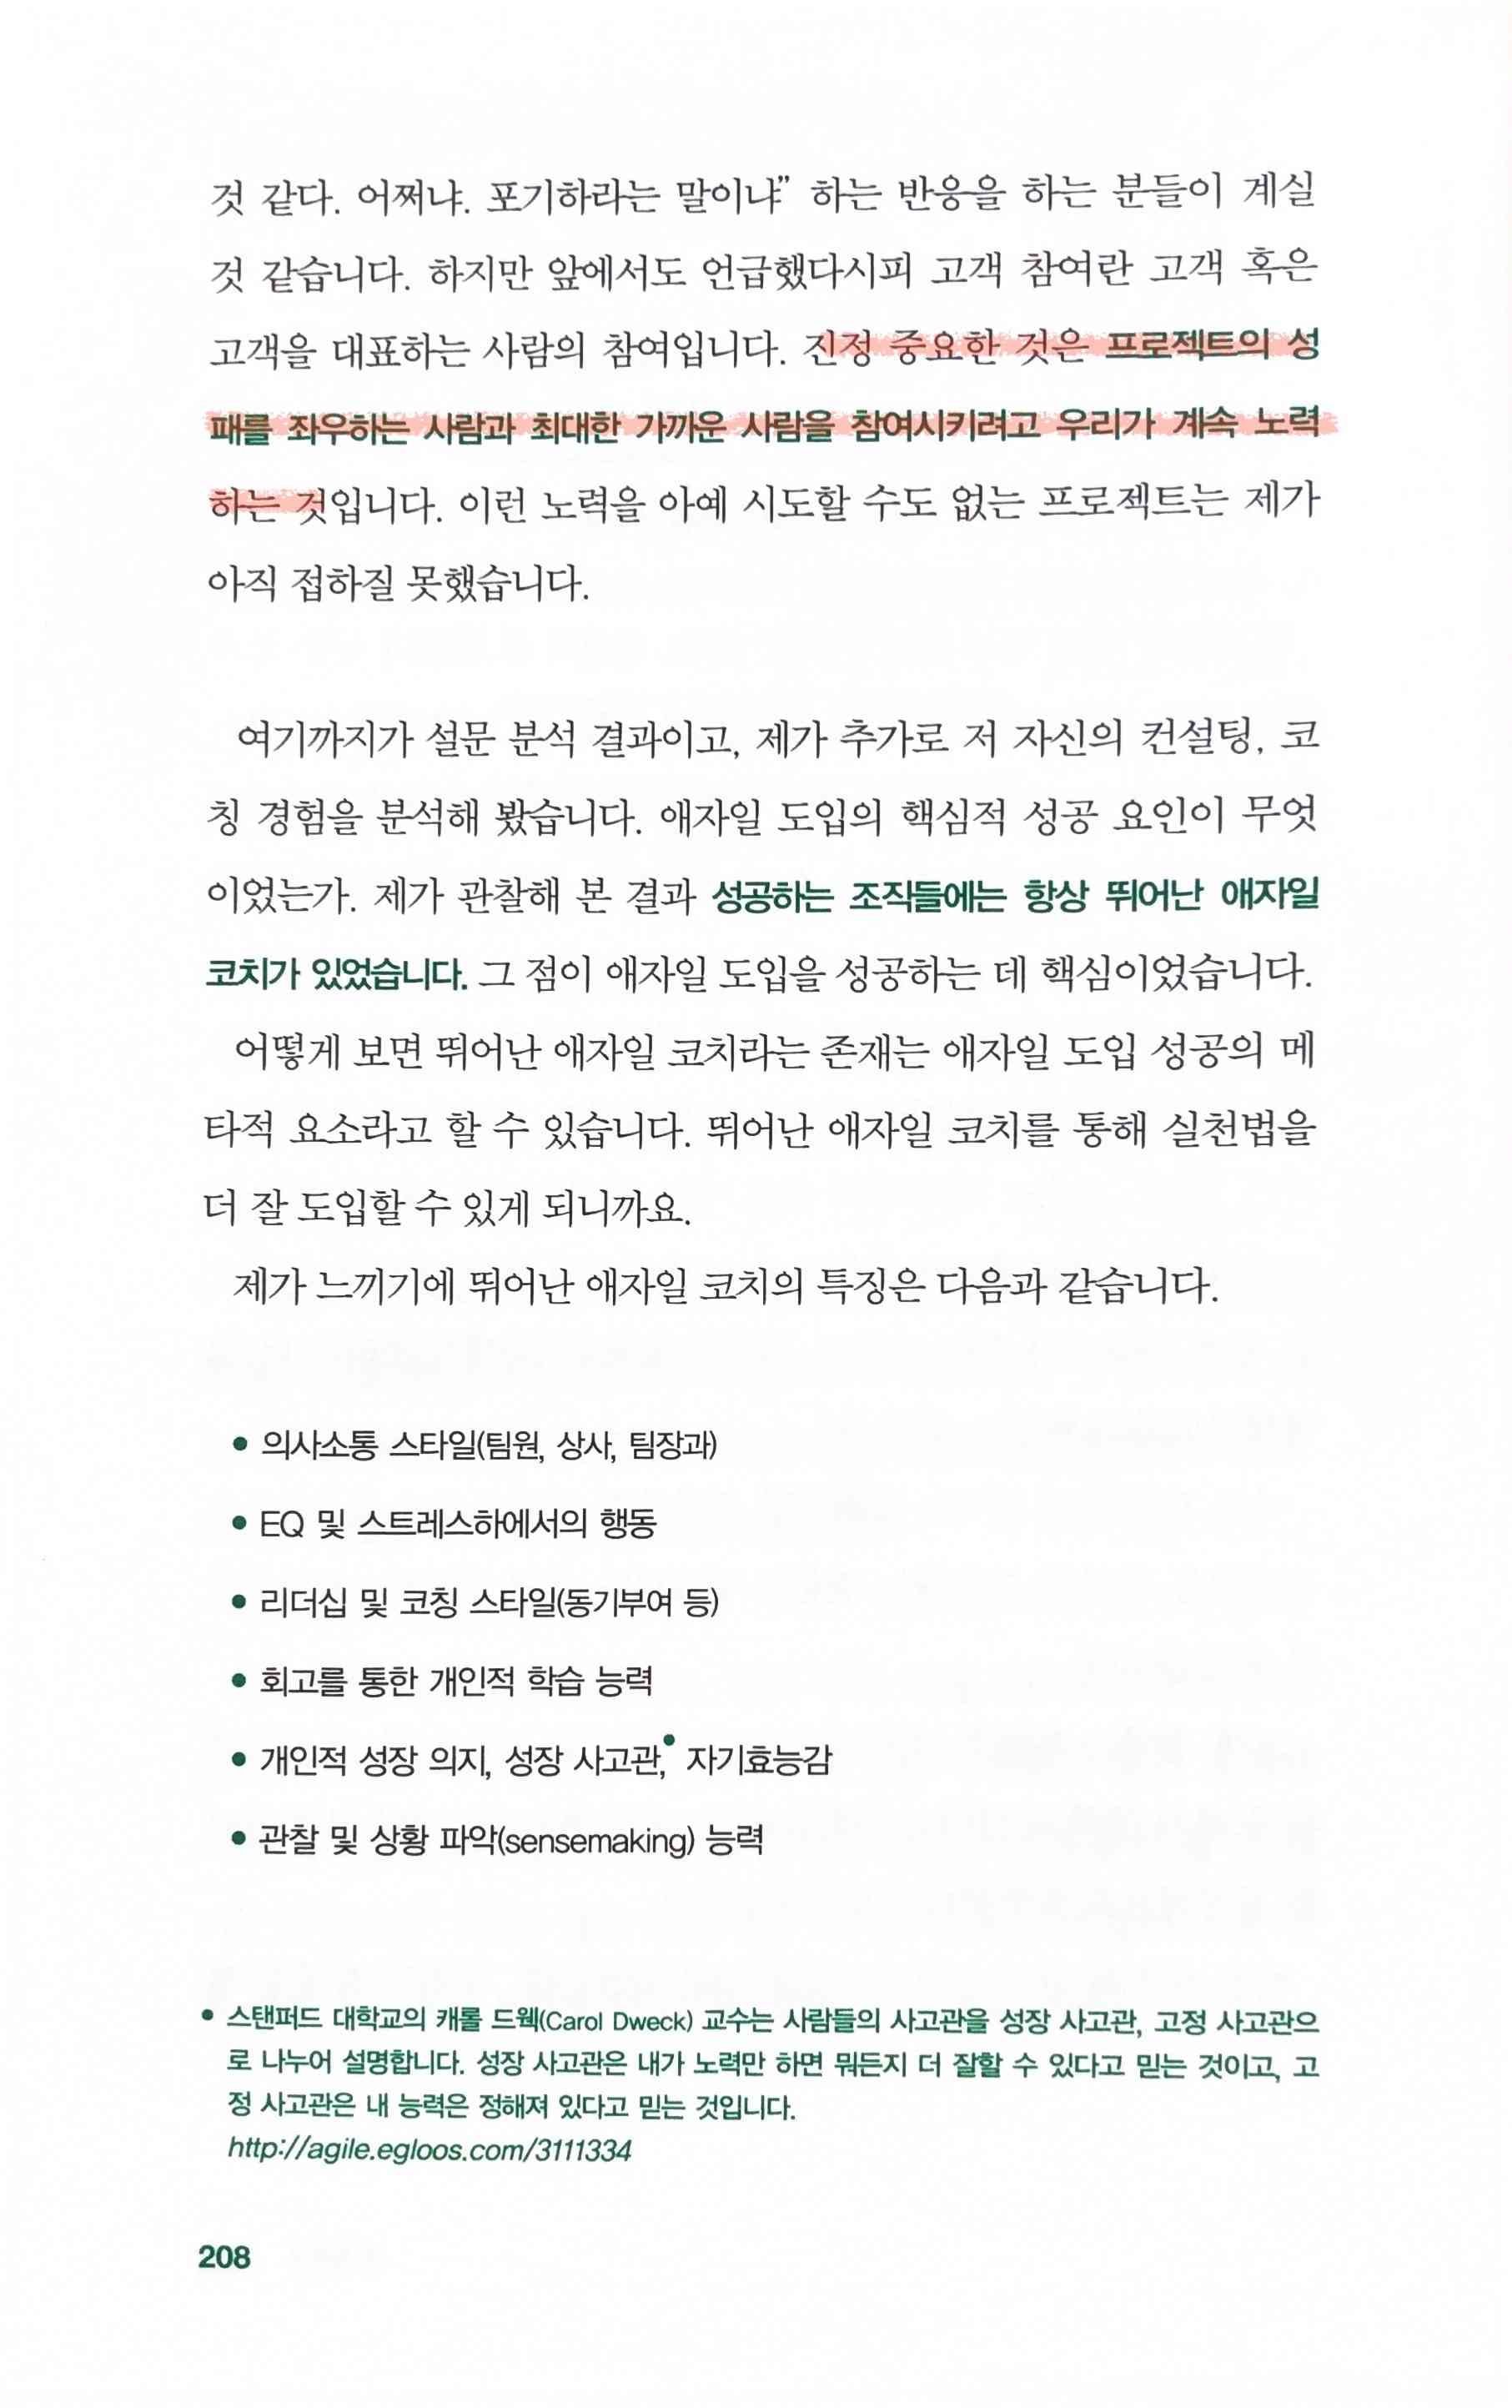 것 같다. 어쩌냐. 포기하라는 말이냐” 하는 반응을 하는 분들이 계실
것 같습니다. 하지만 앞에서도 언급했다시피 고객 참여란 고객 혹은
고객을 대표하는 사람의 참여입니다. 진정 중요한 것은 프로젝트의 성
패를 좌우하는 사람과 최대한 가까운 사람을 참여시키려고 우리가 계속 노력
하는 것입니다. 이런 노력을 아예 시도할 수도 없는 프로젝트는 제가
아직 접하질 못했습니다.
여기까지가 설문 분석 결과이고, 제가 추가로 저 자신의 컨설팅, 코
칭 경험을 분석해 봤습니다. 애자일 도입의 핵심적 성공 요인이 무엇
이었는가. 제가 관찰해 본 결과 성공하는 조직들에는 항상 뛰어난 애자일
코치가 있었습니다. 그 점이 애자일 도입을 성공하는 데 핵심이었습니다.
어떻게 보면 뛰어난 애자일 코치라는 존재는 애자일 도입 성공의 메
타적 요소라고 할 수 있습니다. 뛰어난 애자일 코치를 통해 실천법을
더 잘 도입할 수 있게 되니까요.
제가 느끼기에 뛰어난 애자일 코치의 특징은 다음과 같습니다.
• 의사소통 스타일(팀원, 상사, 팀장과)
• EQ 및 스트레스하에서의 행동
• 리더십 및 코칭 스타일(동기부여 등)
• 회고를 통한 개인적 학습 능력
• 개인적 성장 의지, 성장 사고관,• 자기효능감
• 관찰 및 상황 파악(sensemaking) 능력
• 스탠퍼드 대학교의 캐롤 드웩(Carol Dweck) 교수는 사람들의 사고관을 성장 사고관, 고정 사고관으
로 나누어 설명합니다. 성장 사고관은 내가 노력만 하면 뭐든지 더 잘할 수 있다고 믿는 것이고, 고
정 사고관은 내 능력은 정해져 있다고 믿는 것입니다.
http://agile.egloos.com/3111334
208